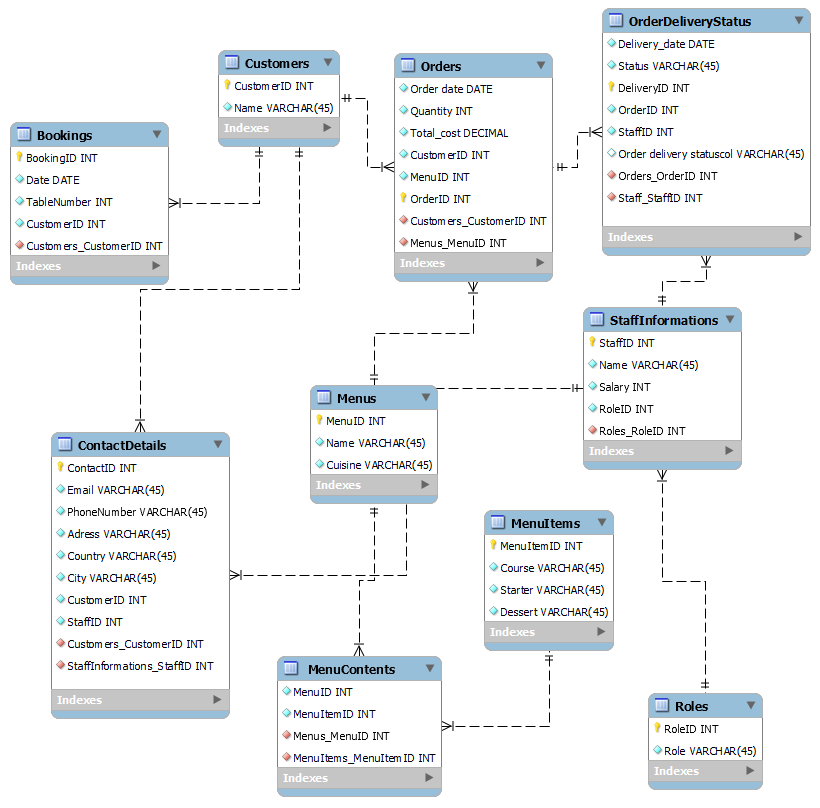 Customers
CustomerID INT
Name VARCHAR(45)
Indexes
Orders
Order date DATE
Quantity INT
Total_cost DECIMAL
CustomerID INT
MenuID INT
OrderID INT
Customers_CustomerID INT
Menus_MenuID INT
Indexes
OrderDeliveryStatus
Delivery_date DATE
Status VARCHAR(45)
DeliveryID INT
OrderID INT
StaffID INT
Order delivery statuscol VARCHAR(45)
Orders_OrderID INT
Staff_StaffID INT
Indexes
Bookings
BookingID INT
Date DATE
TableNumber INT
CustomerID INT
Customers_CustomerID INT
Indexes
StaffInformations
StaffID INT
Name VARCHAR(45)
Salary INT
RoleID INT
Roles_RoleID INT
Indexes
Menus
MenuID INT
Name VARCHAR(45)
Cuisine VARCHAR(45)
Indexes
ContactDetails
ContactID INT
Email VARCHAR(45)
PhoneNumber VARCHAR(45)
Adress VARCHAR(45)
Country VARCHAR(45)
City VARCHAR(45)
CustomerID INT
StaffID INT
Customers_CustomerID INT
StaffInformations_StaffID INT
Indexes
MenuItems
MenuItemID INT
Course VARCHAR(45)
Starter VARCHAR(45)
Dessert VARCHAR(45)
Indexes
MenuContents
MenuID INT
MenuItemID INT
Menus_MenuID INT
MenuItems_MenuItemID INT
Indexes
Roles
RoleID INT
Role VARCHAR(45)
Indexes